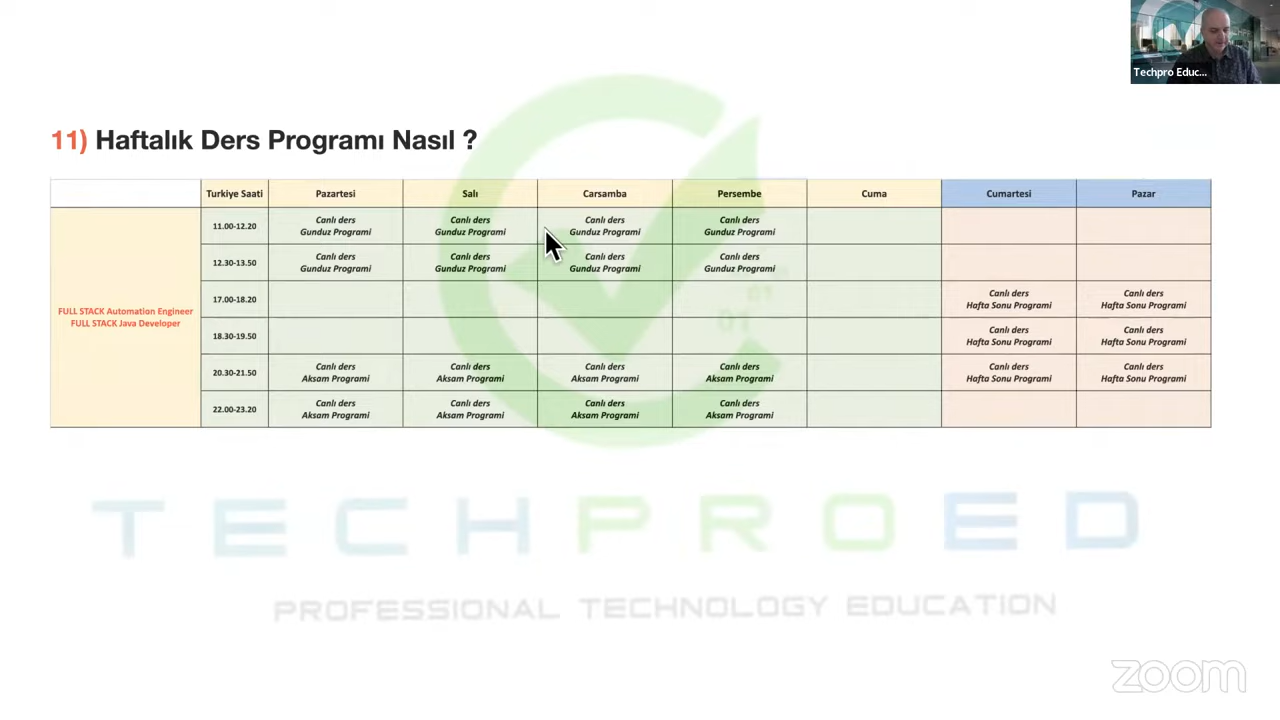 Techpro Educ...
11) Haftalık Ders Programı Nasıl ?
Turkiye Saati Pazartesi Salı Carsamba Persembe Cuma Cumartesi Pazar
FULL STACK Automation Engineer
FULL STACK Java Developer
11.00-12.20
Canlı ders Canlı ders Canlı ders Canlı ders
Gunduz Programi Gunduz Programi Gunduz Programi Gunduz Programi
12.30-13.50
Canlı ders Canlı ders Canlı ders Canlı ders
Gunduz Programi Gunduz Programi Gunduz Programi Gunduz Programi
17.00-18.20
Canlı ders Canlı ders
Hafta Sonu Programi Hafta Sonu Programi
18.30-19.50
Canlı ders Canlı ders
Hafta Sonu Programi Hafta Sonu Programi
20.30-21.50
Canlı ders Canlı ders Canlı ders Canlı ders Canlı ders Canlı ders
Aksam Programi Aksam Programi Aksam Programi Aksam Programi Hafta Sonu Programi Hafta Sonu Programi
22.00-23.20
Canlı ders Canlı ders Canlı ders Canlı ders
Aksam Programi Aksam Programi Aksam Programi Aksam Programi
01
01
TECHPROED
PROFESSIONAL TECHNOLOGY EDUCATION
zoom